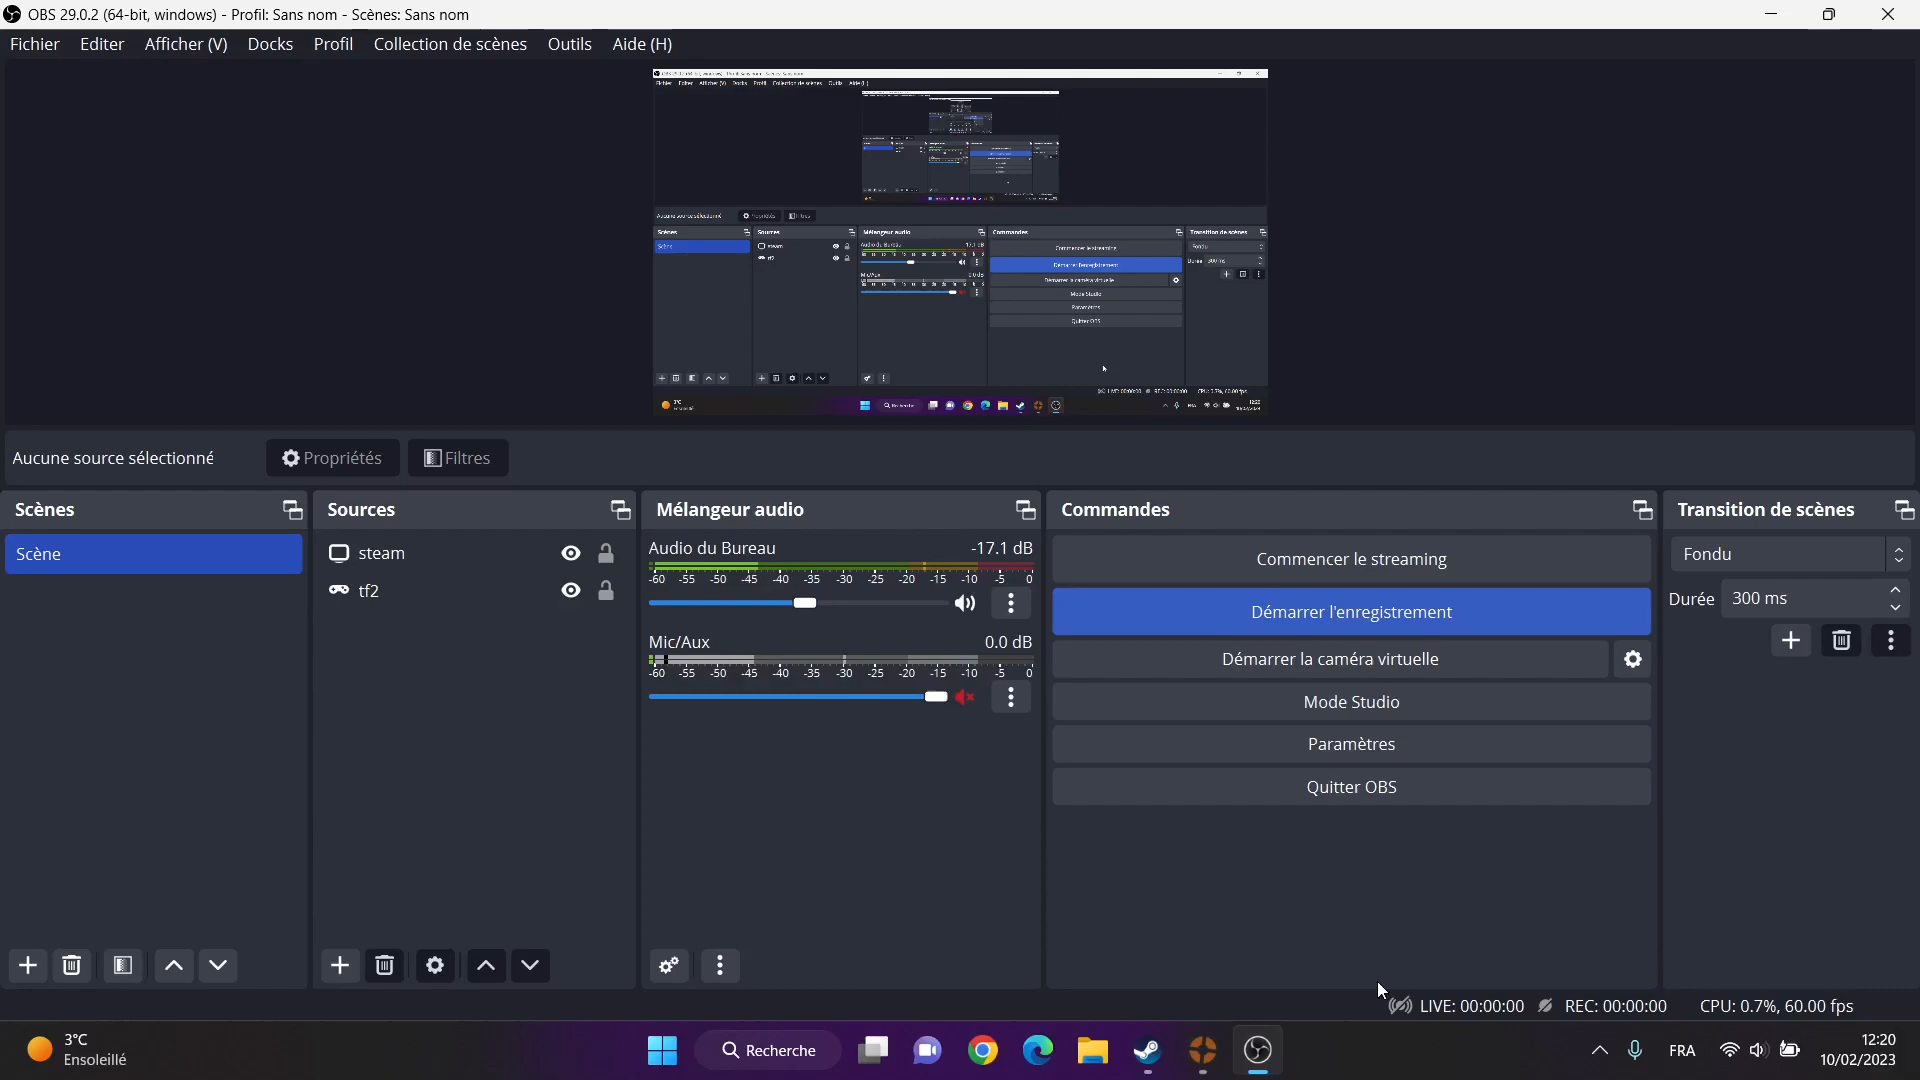 OBS 29.0.2 (64-bit, windows) - Profil: Sans nom - Scènes: Sans nom
Fichier Editer Afficher (V) Docks Profil Collection de scènes Outils Aide (H)
Aucune source sélectionné Propriétés Filtres
Scènes
Scène
Sources
steam
tf2
Mélangeur audio
Audio du Bureau -17.1 dB
-60 -55 -50 -45 -40 -35 -30 -25 -20 -15 -10 -5 0
Mic/Aux 0.0 dB
-60 -55 -50 -45 -40 -35 -30 -25 -20 -15 -10 -5 0
Commandes
Commencer le streaming
Démarrer l'enregistrement
Démarrer la caméra virtuelle
Mode Studio
Paramètres
Quitter OBS
Transition de scènes
Fondu
Durée 300 ms
LIVE: 00:00:00 REC: 00:00:00 CPU: 0.7%, 60.00 fps
3°C
Ensoleillé
Recherche
FRA
12:20
10/02/2023